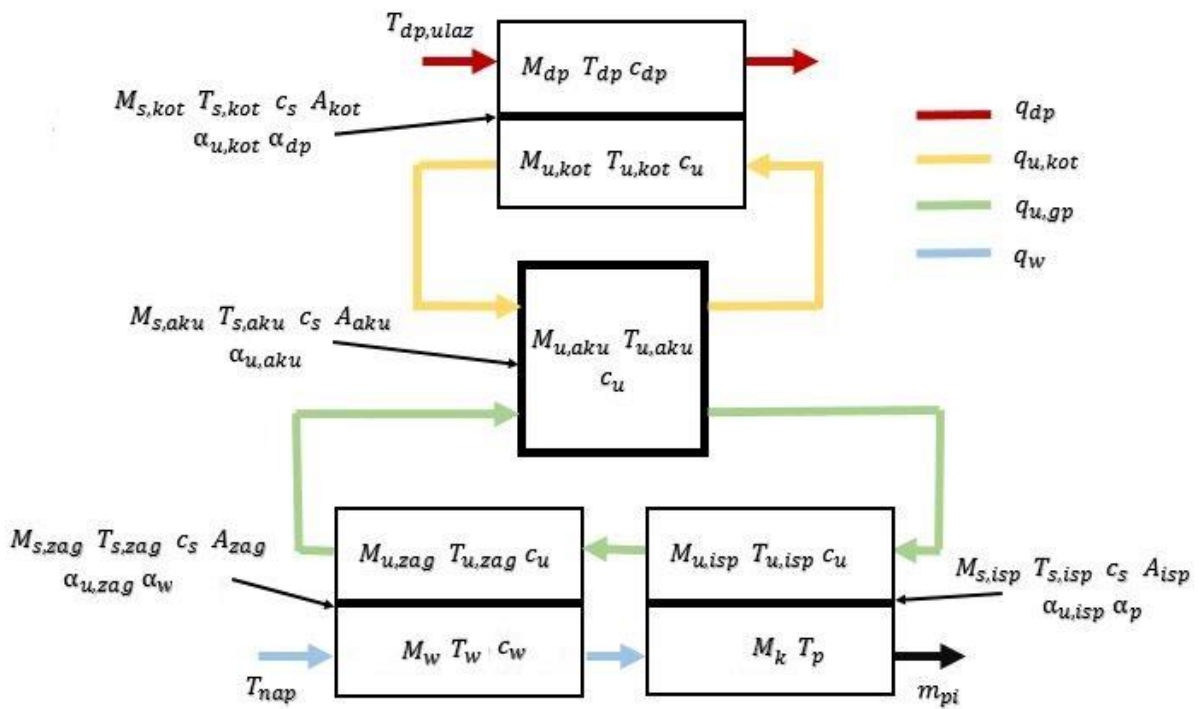 T_{dp,ulaz}
M_{dp} T_{dp} c_{dp}
M_{s,kot} T_{s,kot} c_s A_{kot}
α_{u,kot} α_{dp}
M_{u,kot} T_{u,kot} c_u
q_{dp}
q_{u,kot}
q_{u,gp}
q_w
M_{s,aku} T_{s,aku} c_s A_{aku}
α_{u,aku}
M_{u,aku} T_{u,aku}
c_u
M_{s,zag} T_{s,zag} c_s A_{zag}
α_{u,zag} α_w
M_{u,zag} T_{u,zag} c_u
M_{u,isp} T_{u,isp} c_u
M_{s,isp} T_{s,isp} c_s A_{isp}
α_{u,isp} α_p
M_w T_w c_w
M_k T_p
T_{nap}
m_{pi}